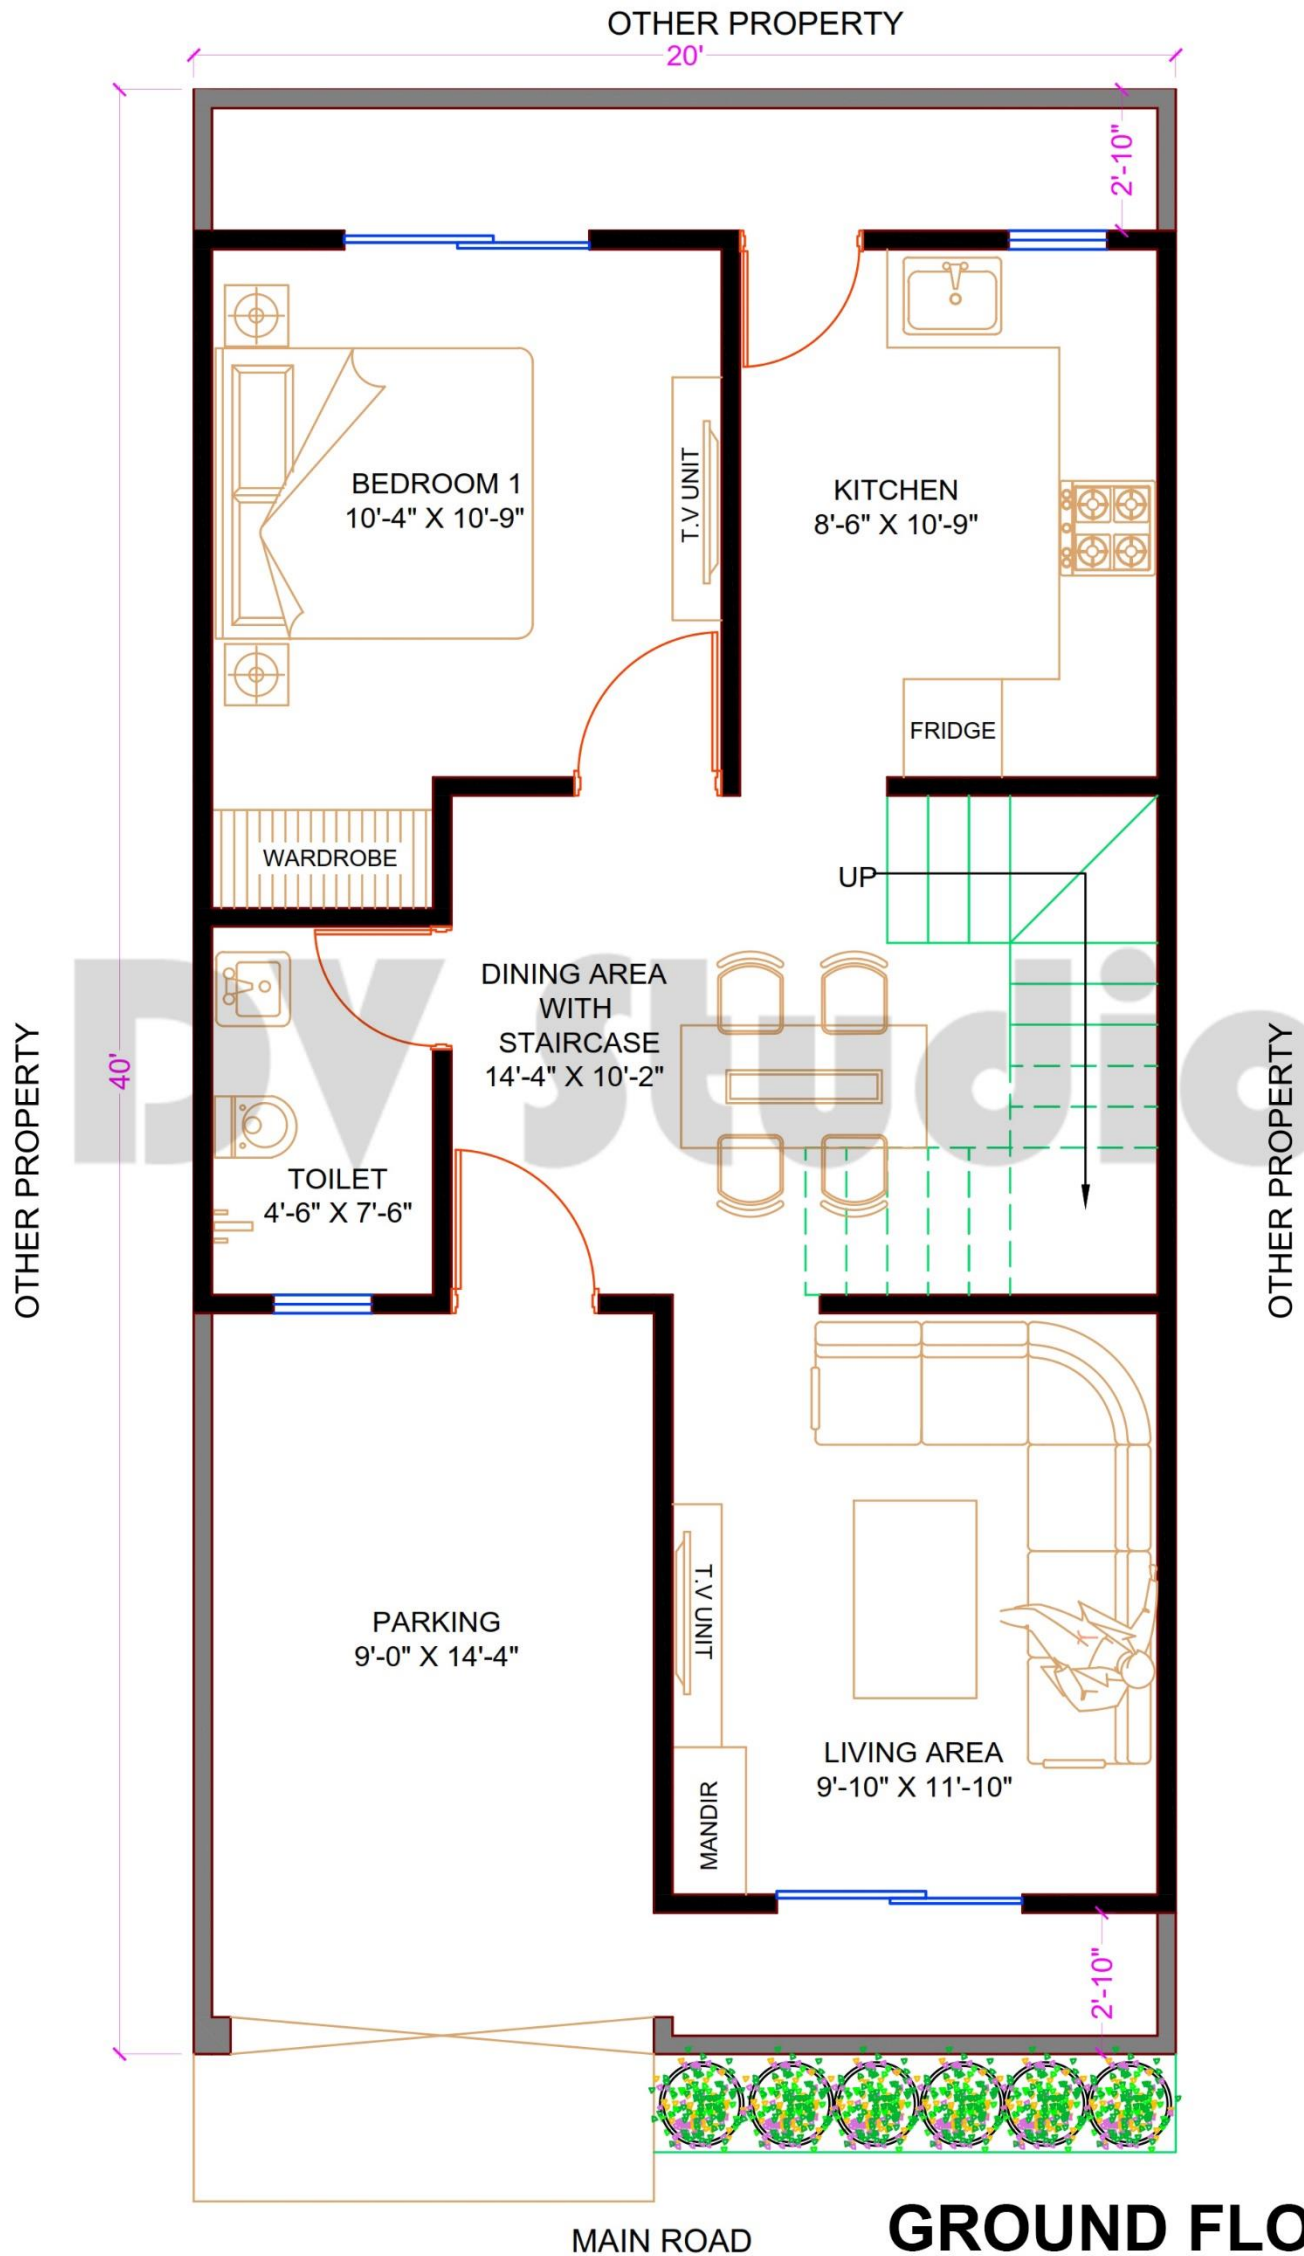 OTHER PROPERTY
20'
2'-10"
BEDROOM 1
10'-4" X 10'-9"
T.V UNIT
KITCHEN
8'-6" X 10'-9"
FRIDGE
WARDROBE
UP
DV Studio
DINING AREA
WITH
STAIRCASE
14'-4" X 10'-2"
40'
OTHER PROPERTY
OTHER PROPERTY
TOILET
4'-6" X 7'-6"
PARKING
9'-0" X 14'-4"
T.V UNIT
LIVING AREA
9'-10" X 11'-10"
MANDIR
2'-10"
MAIN ROAD
GROUND FLO